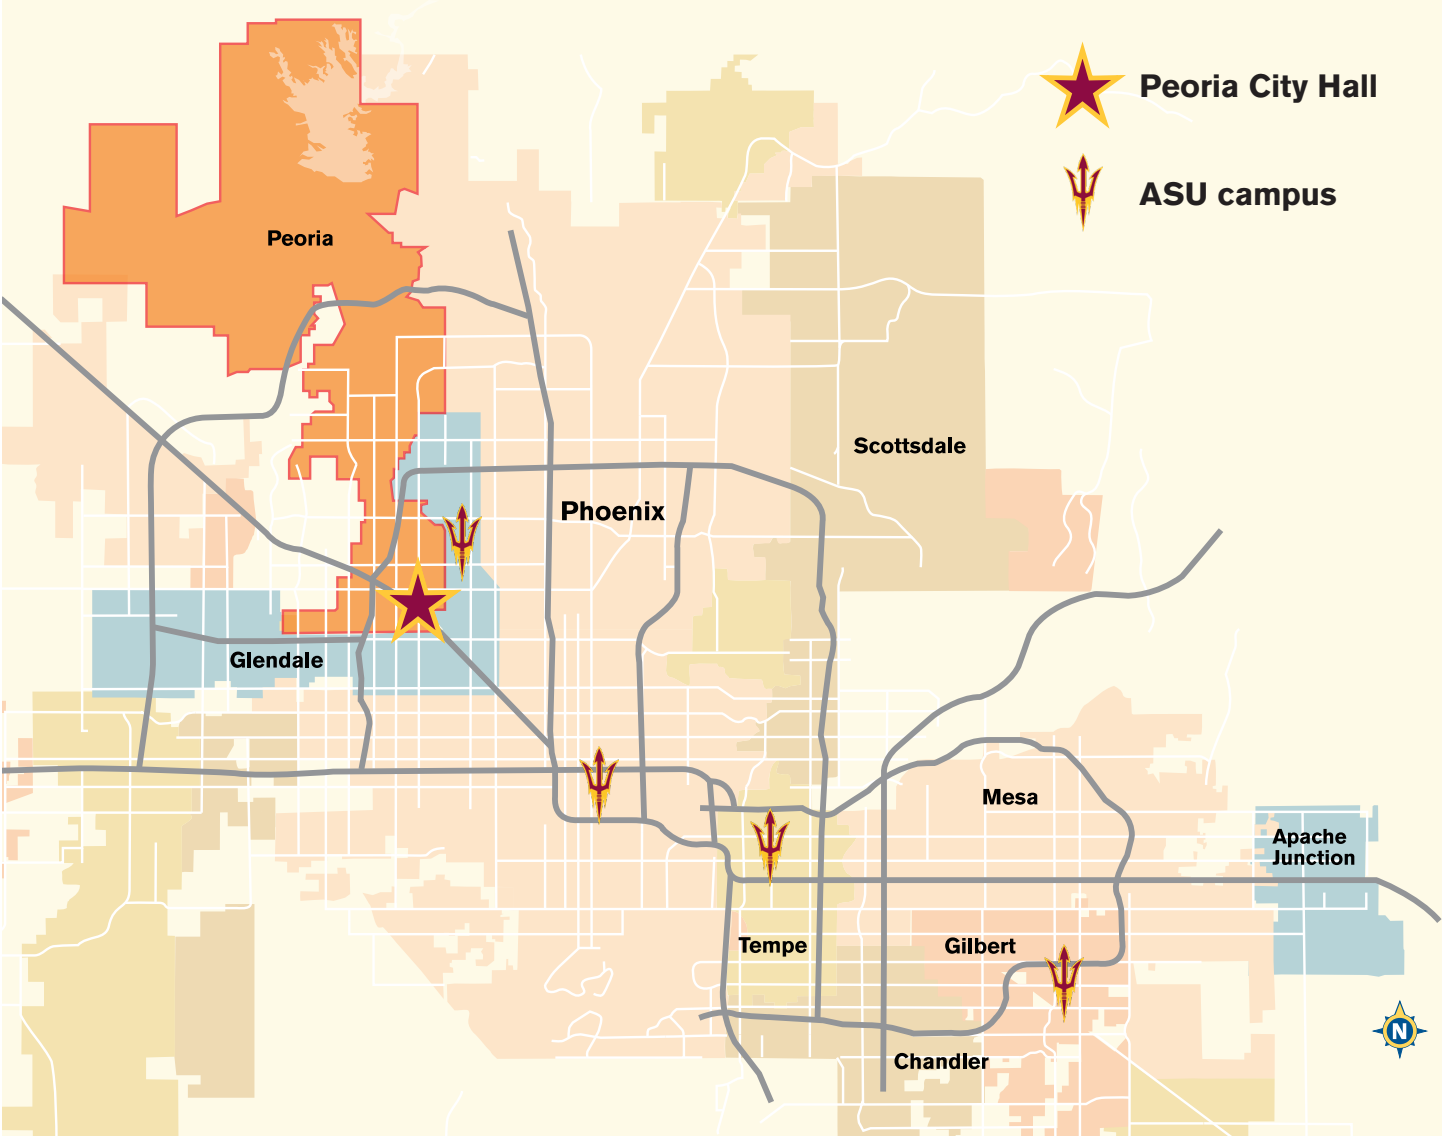 Peoria City Hall
ASU campus
Peoria
Scottsdale
Phoenix
Glendale
Mesa
Apache
Junction
Tempe
Gilbert
N
Chandler